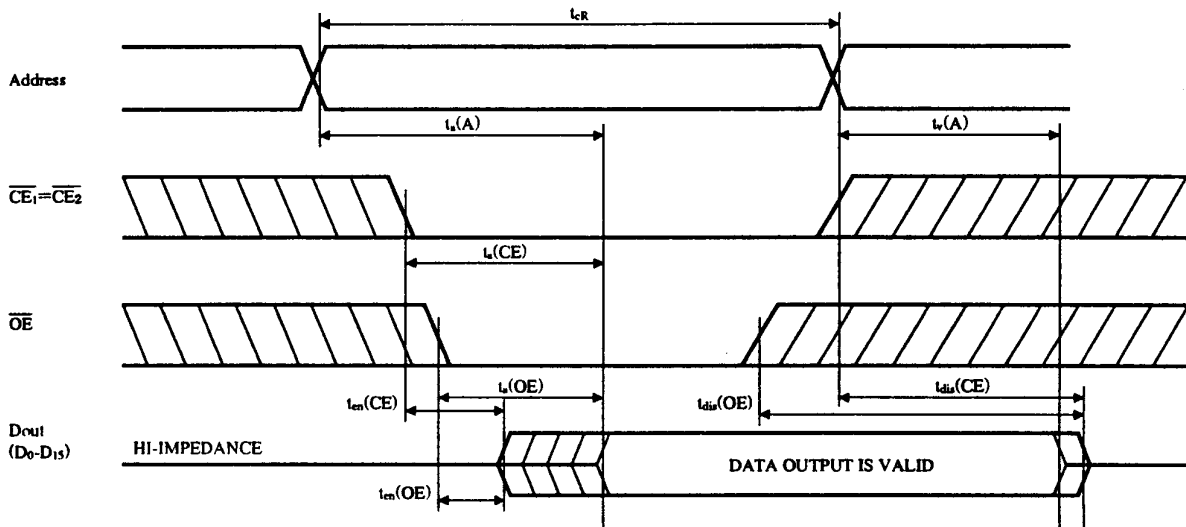 tcR
Address
ta(A)
tv(A)
CE1=CE2
ta(CE)
OE
ta(OE)
tdis(CE)
ten(CE)
tdis(OE)
Dout
(D0-D15)
HI-IMPEDANCE
DATA OUTPUT IS VALID
ten(OE)